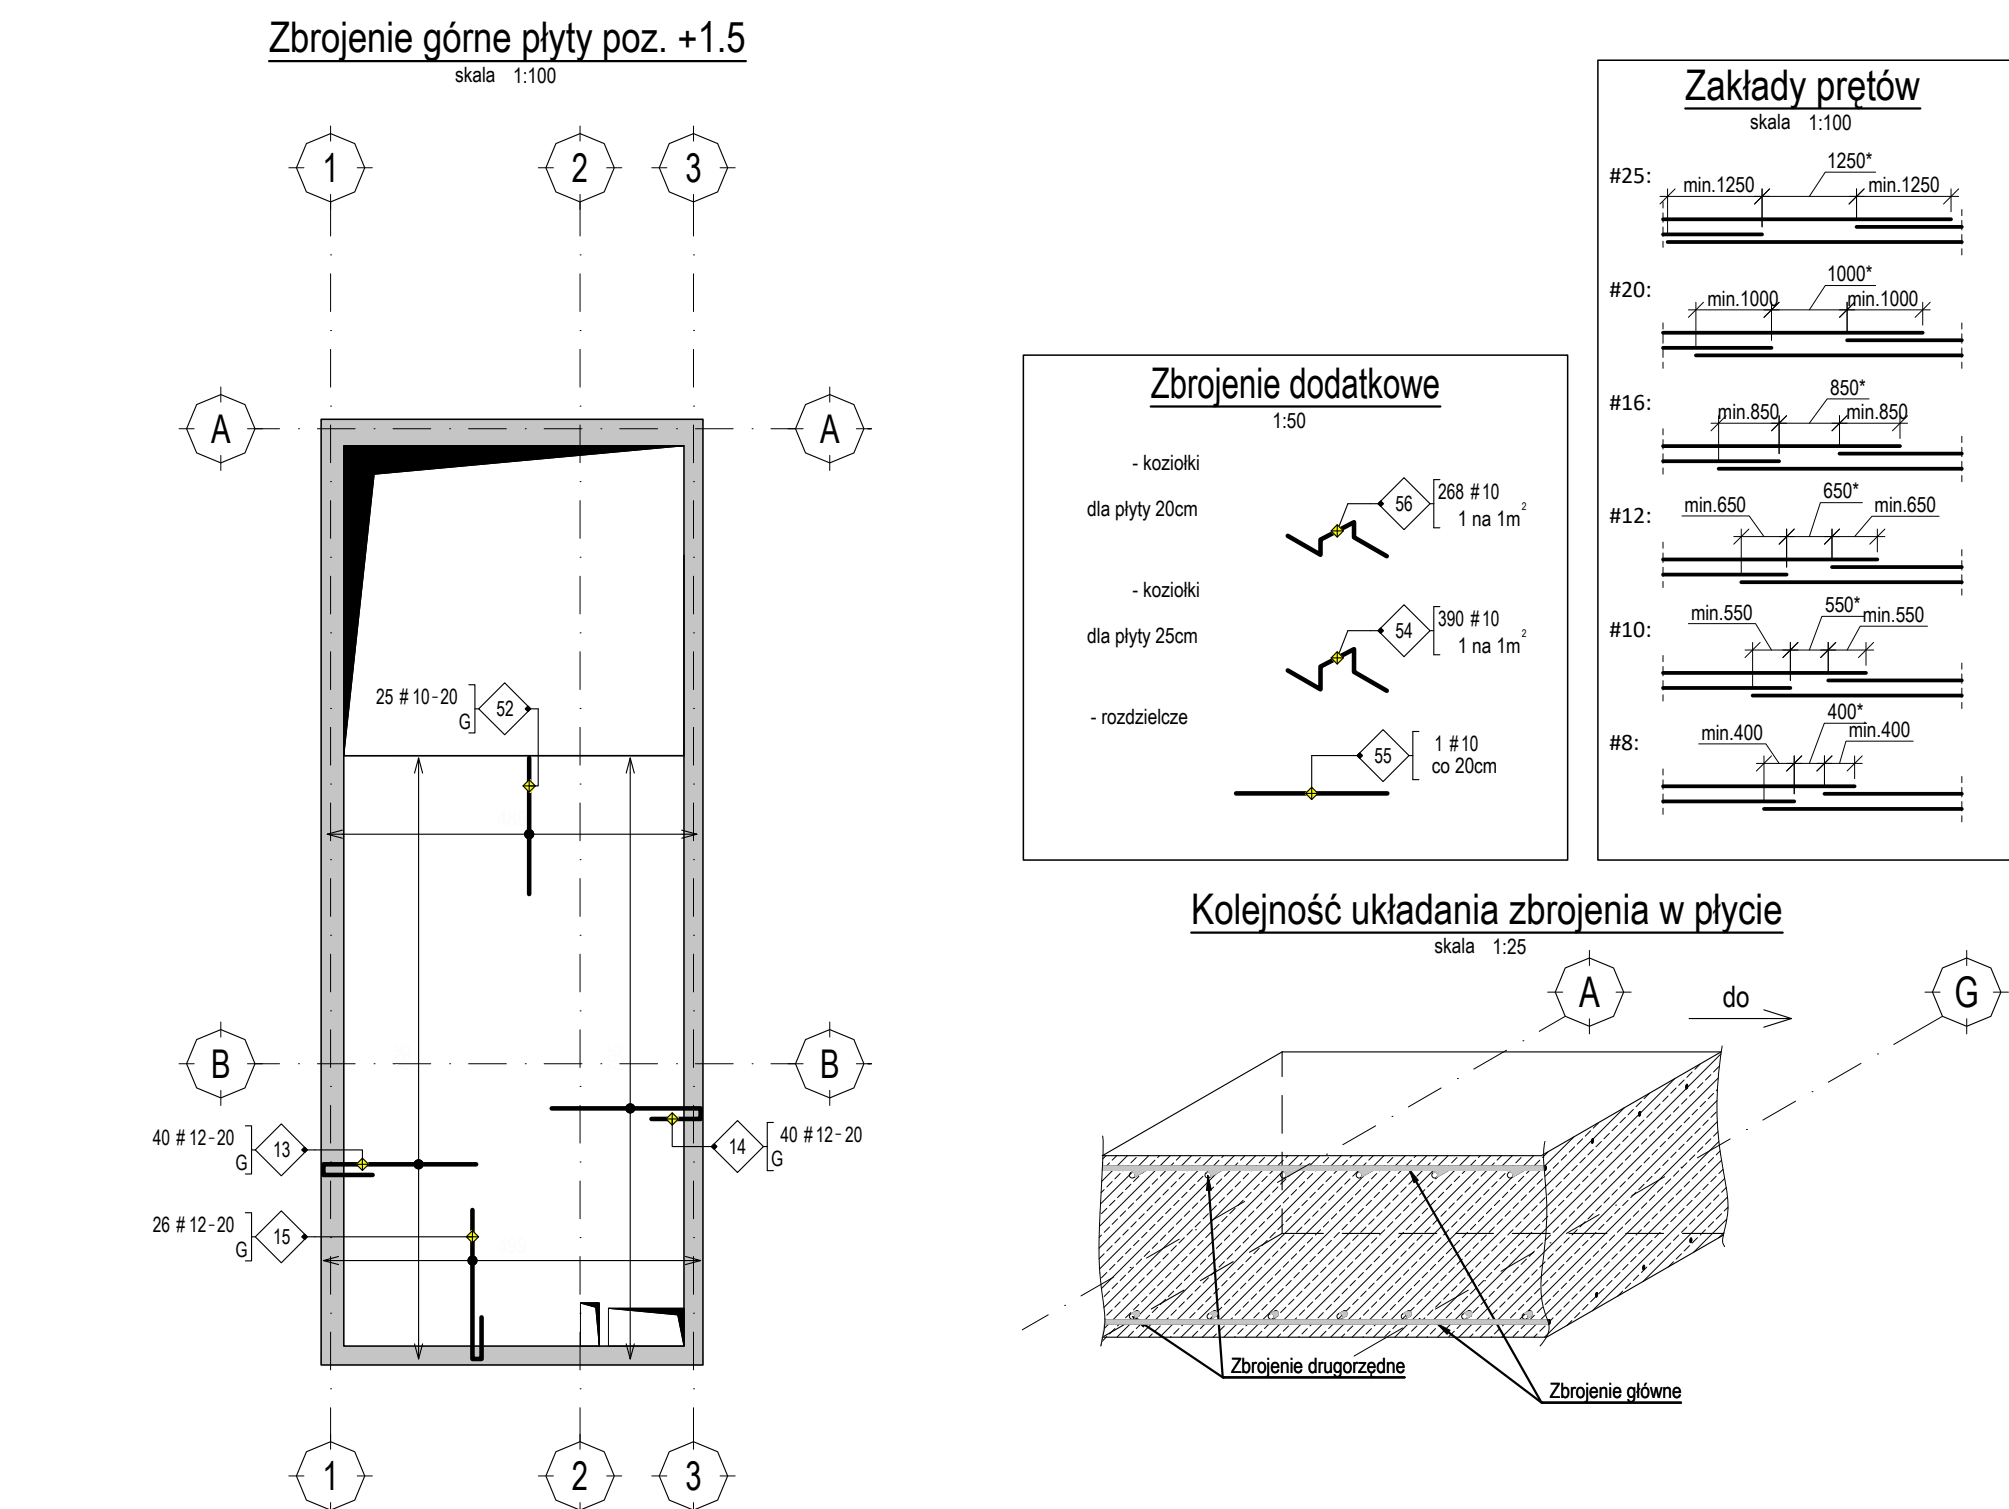 Zbrojenie górne płyty poz. +1.5
skala 1:100
1
2
3
A
A
25 # 10-20
G
52
B
B
40 # 12-20
G
13
14
40 # 12-20
G
26 # 12-20
G
15
1
2
3
Zbrojenie dodatkowe
1:50
- koziołki
dla płyty 20cm
56
268 # 10
1 na 1m²
- koziołki
dla płyty 25cm
54
390 # 10
1 na 1m²
- rozdzielcze
55
1 # 10
co 20cm
Zakłady prętów
skala 1:100
#25:
1250*
min.1250
min.1250
#20:
1000*
min.1000
min.1000
#16:
850*
min.850
min.850
#12:
650*
min.650
min.650
#10:
550*
min.550
min.550
#8:
400*
min.400
min.400
Kolejność układania zbrojenia w płycie
skala 1:25
A
do
G
Zbrojenie drugorzędne
Zbrojenie główne